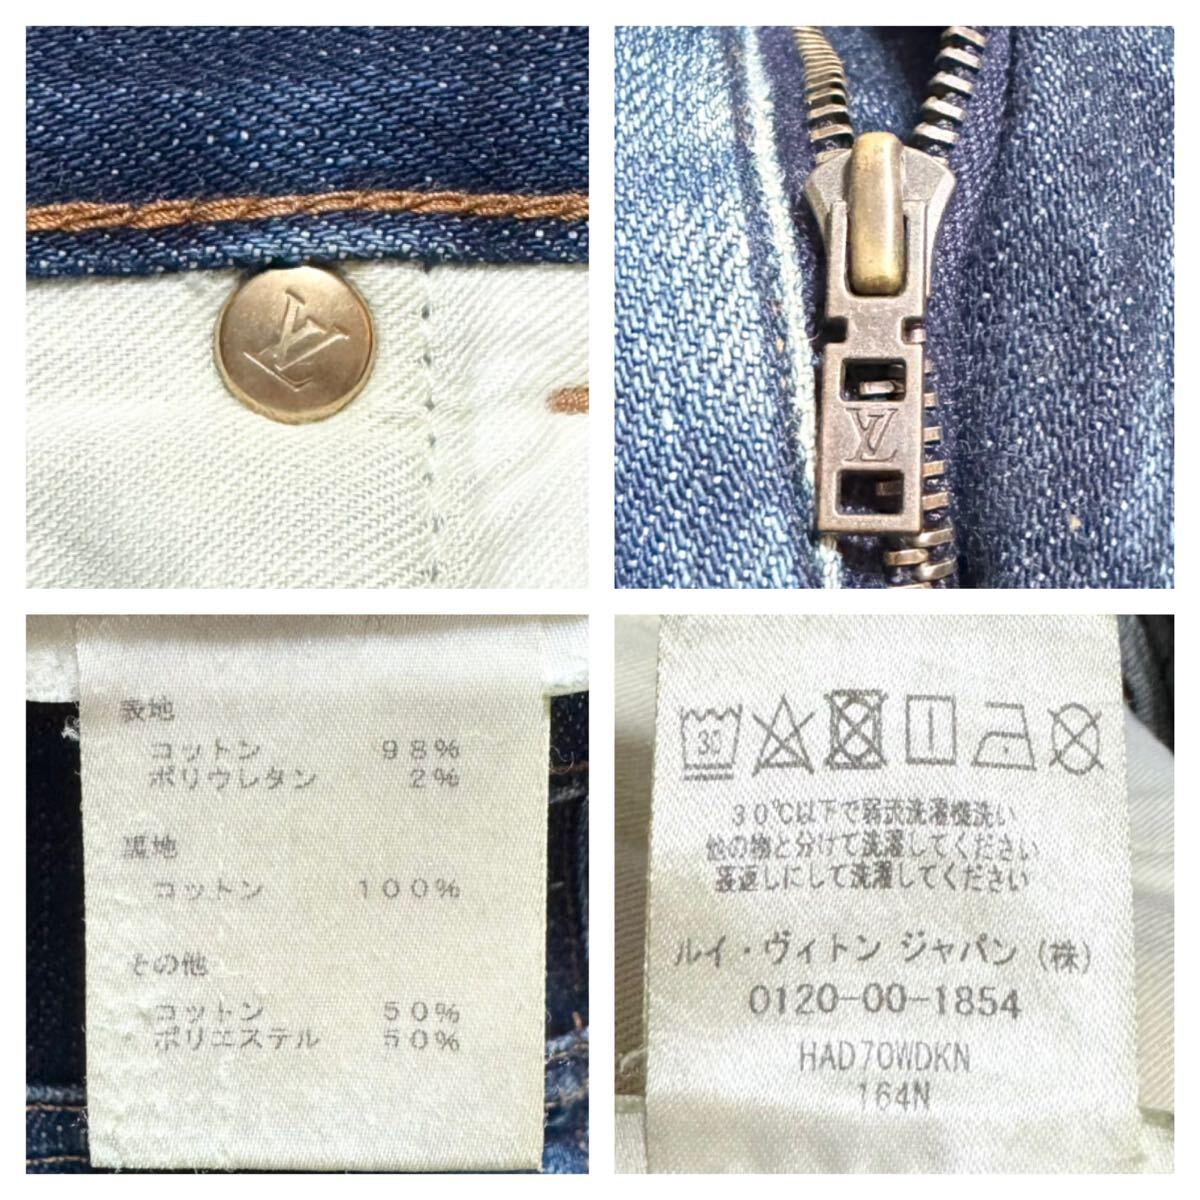 LV
LV
表地
コットン 98%
ポリウレタン 2%
裏地
コットン 100%
その他
コットン 50%
ポリエステル 50%
30
30℃以下で弱流洗濯機洗い
他の物と分けて洗濯してください
裏返しにして洗濯してください
ルイ・ヴィトン ジャパン(株)
0120-00-1854
HAD70WDKN
164N